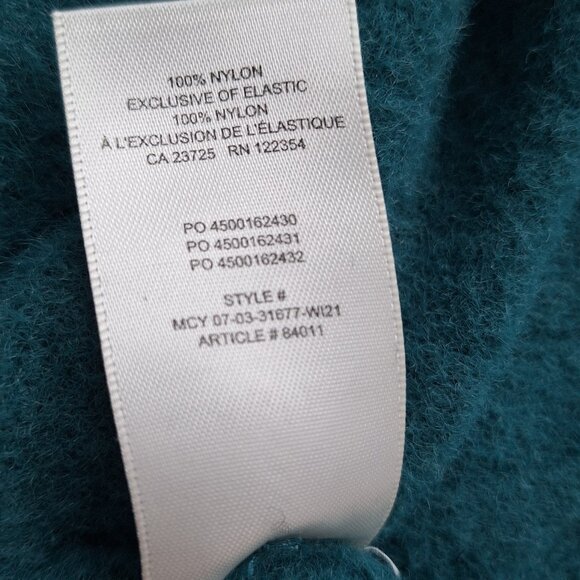 100% NYLON
EXCLUSIVE OF ELASTIC
100% NYLON
À L'EXCLUSION DE L'ÉLASTIQUE
CA 23725 RN 122354
PO 4500162430
PO 4500162431
PO 4500162432
STYLE #
MCY 07-03-31677-WI21
ARTICLE # 84011